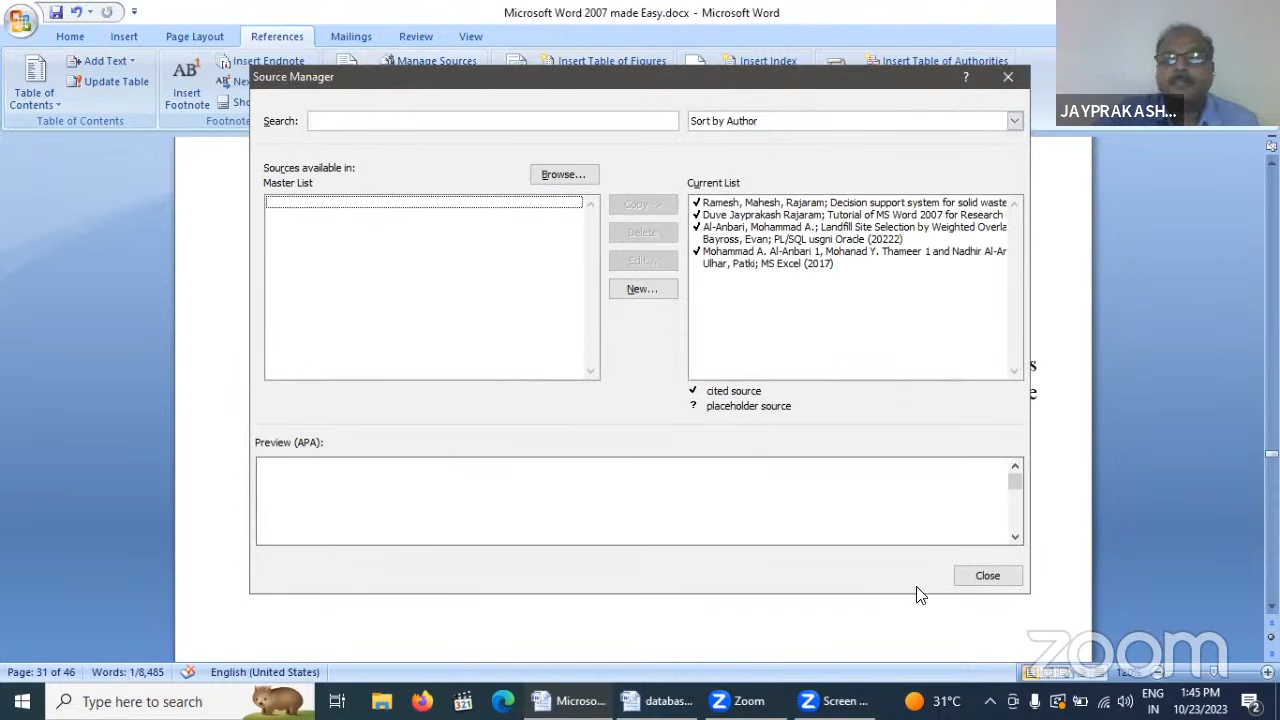 Microsoft Word 2007 made Easy.docx - Microsoft Word
Home Insert Page Layout References Mailings Review View
Add Text
Update Table
Table of
Contents
Table of Contents
AB¹
Insert
Footnote
Insert Endnote
Footno
Manage Sources
Insert Table of Figures
Insert Index
Insert Table of Authorities
JAYPRAKASH...
Source Manager
Search:
Sort by Author
Sources available in:
Master List
Browse...
Current List
Copy ->
Delete
Edit...
New...
Ramesh, Mahesh, Rajaram; Decision support system for solid waste
Duve Jayprakash Rajaram; Tutorial of MS Word 2007 for Research
Al-Anbari, Mohammad A.; Landfill Site Selection by Weighted Overla
Bayross, Evan; PL/SQL usgni Oracle (20222)
Mohammad A. Al-Anbari 1, Mohanad Y. Thameer 1 and Nadhir Al-Ar
Ulhar, Patki; MS Excel (2017)
cited source
? placeholder source
Preview (APA):
Close
zoom
Page: 31 of 46 Words: 1/8,485 English (United States)
Type here to search
Microso...
databas...
Zoom
Screen ...
31°C
ENG
IN
1:45 PM
10/23/2023
2